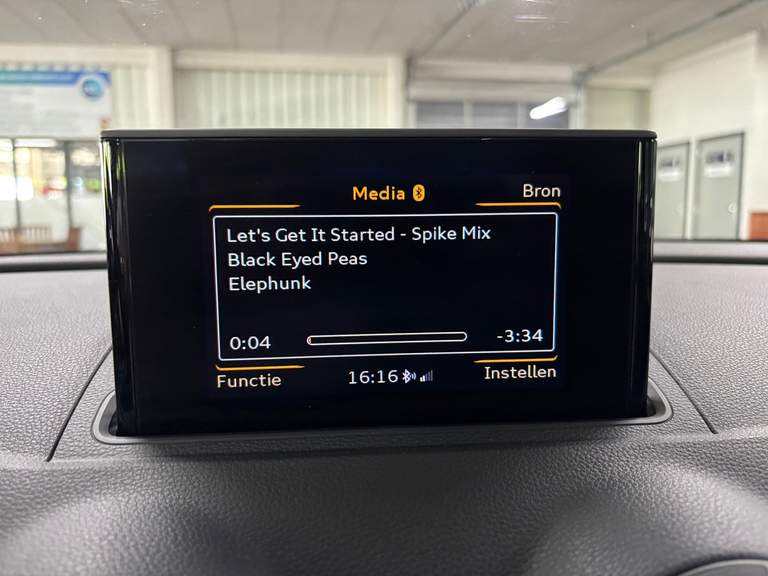 Media
Bron
Let's Get It Started - Spike Mix
Black Eyed Peas
Elephunk
0:04
-3:34
Functie
16:16
Instellen